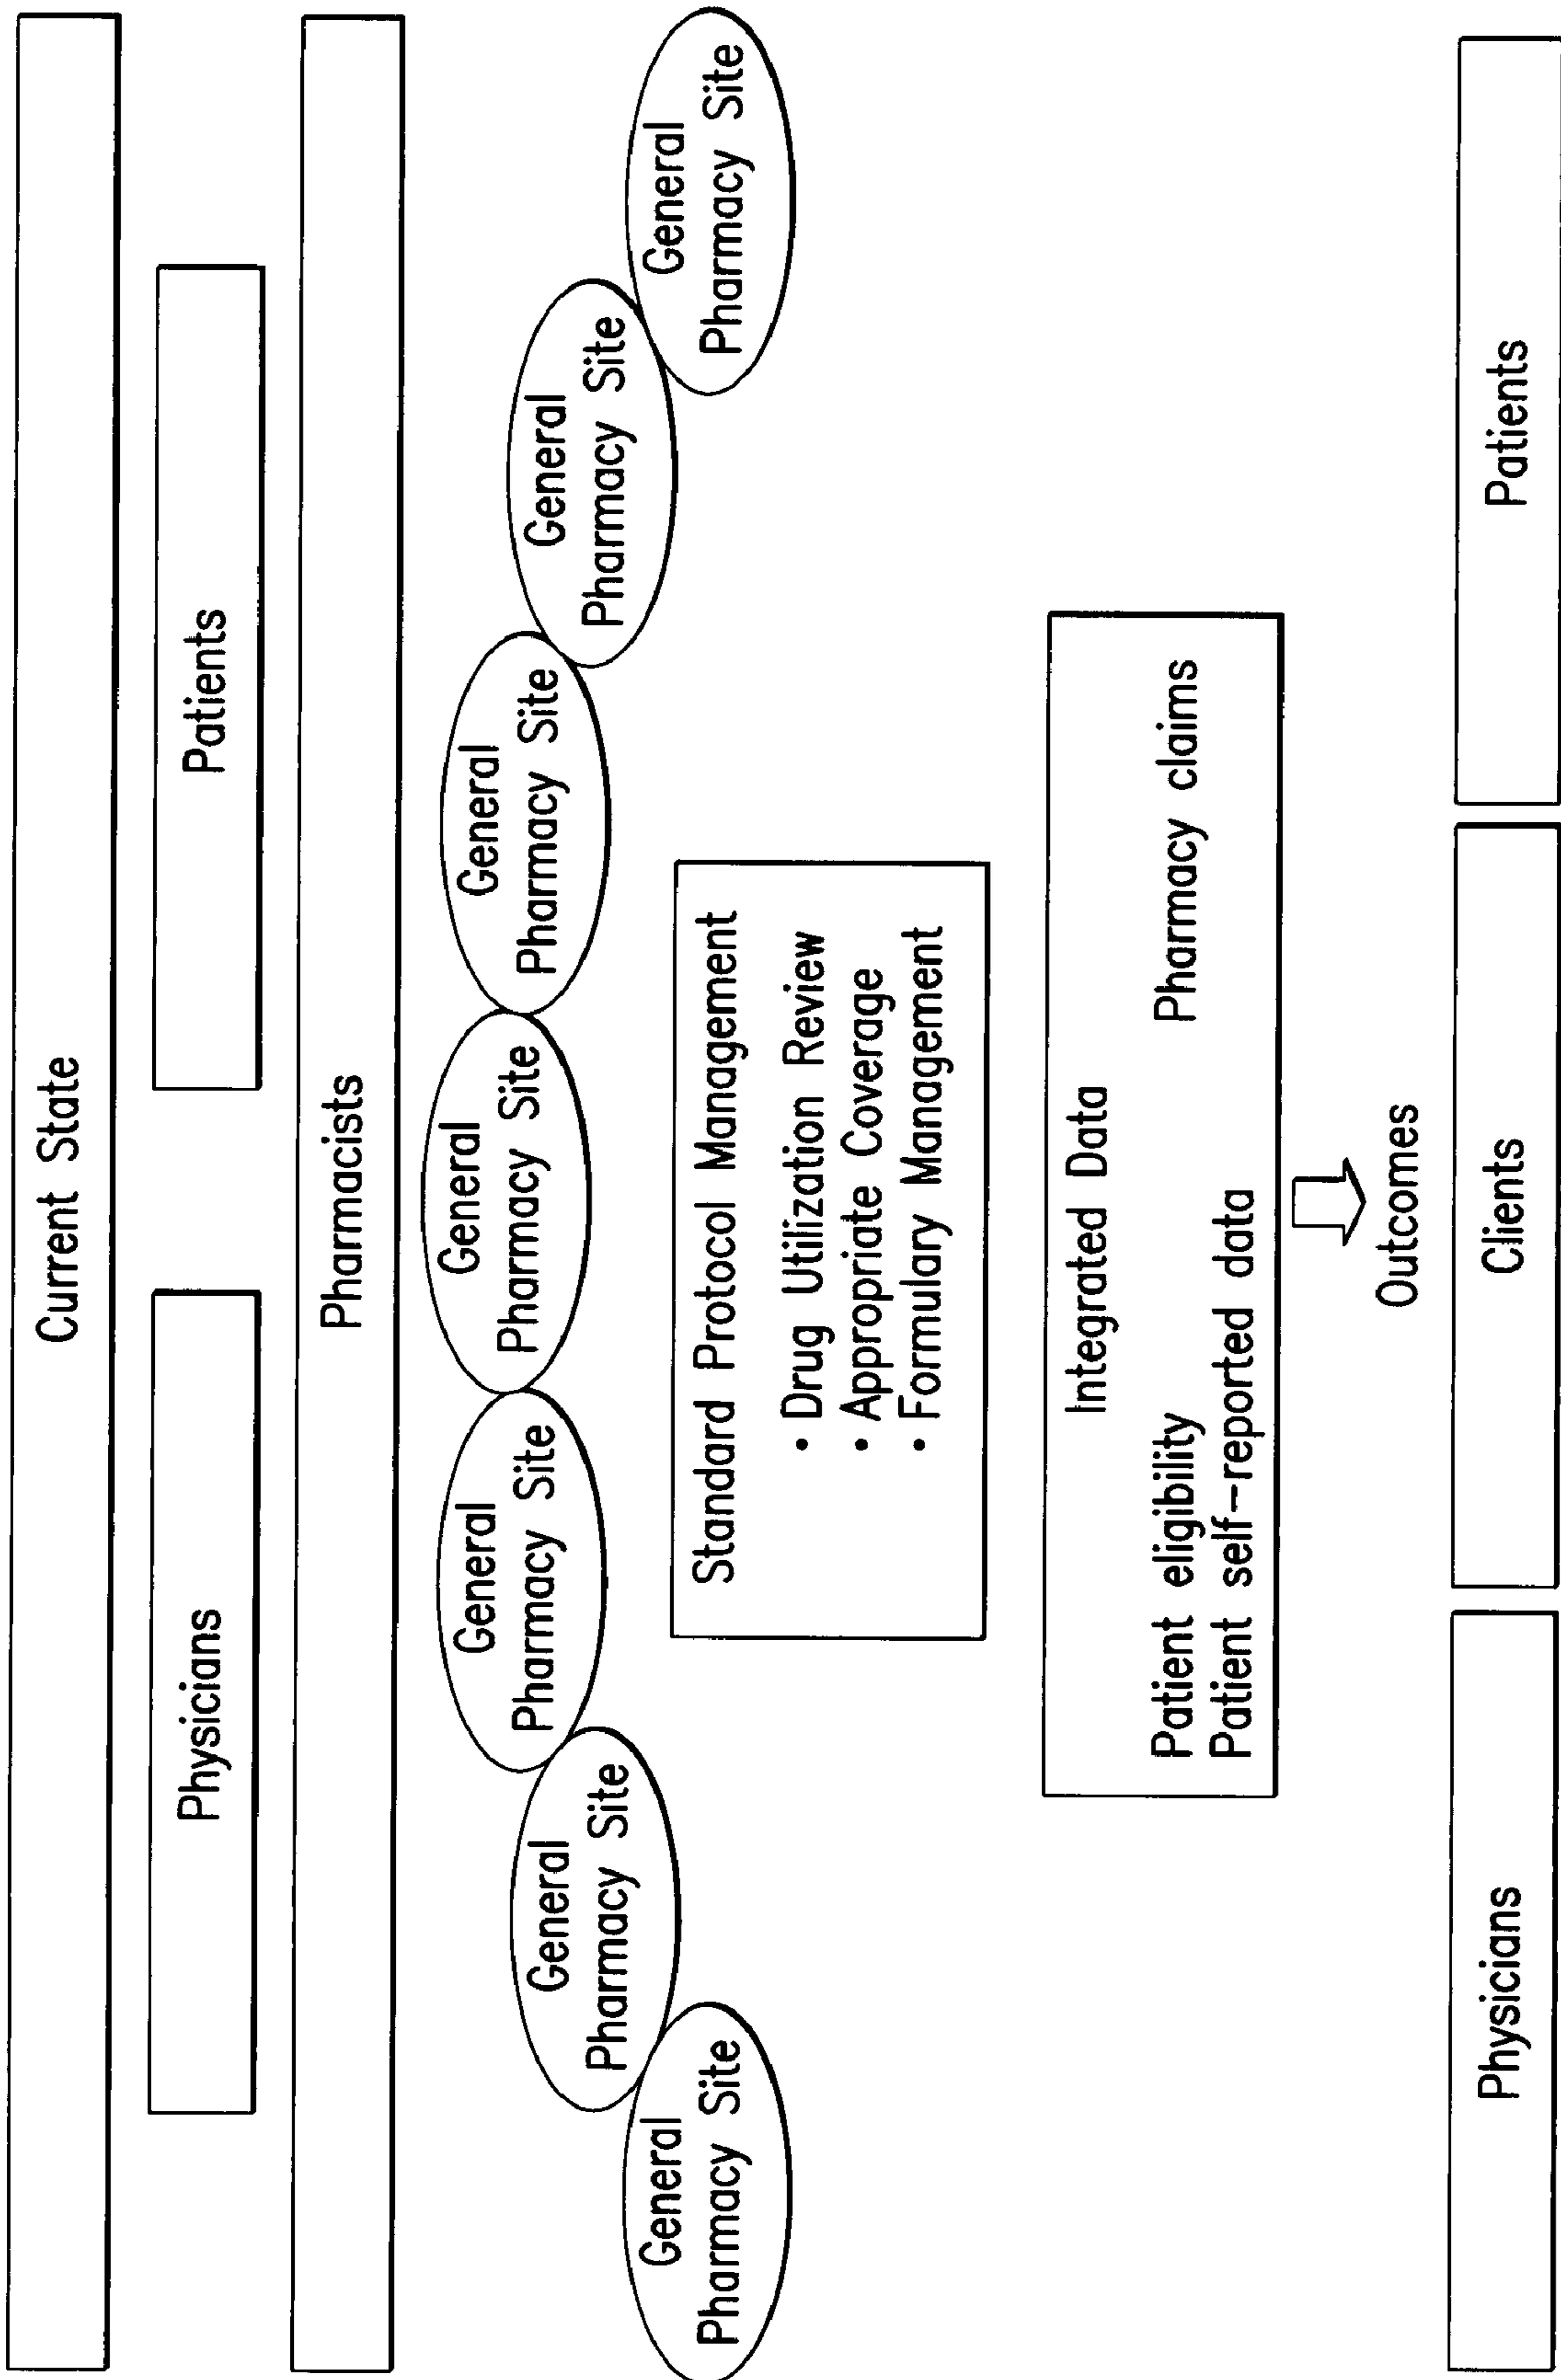 Current State
Physicians
Patients
Pharmacists
General
Pharmacy Site
General
Pharmacy Site
General
Pharmacy Site
General
Pharmacy Site
General
Pharmacy Site
General
Pharmacy Site
General
Pharmacy Site
Standard Protocol Management
• Drug Utilization Review
• Appropriate Coverage
• Formulary Management
Integrated Data
Patient eligibility Pharmacy claims
Patient self-reported data
Outcomes
Physicians
Clients
Patients